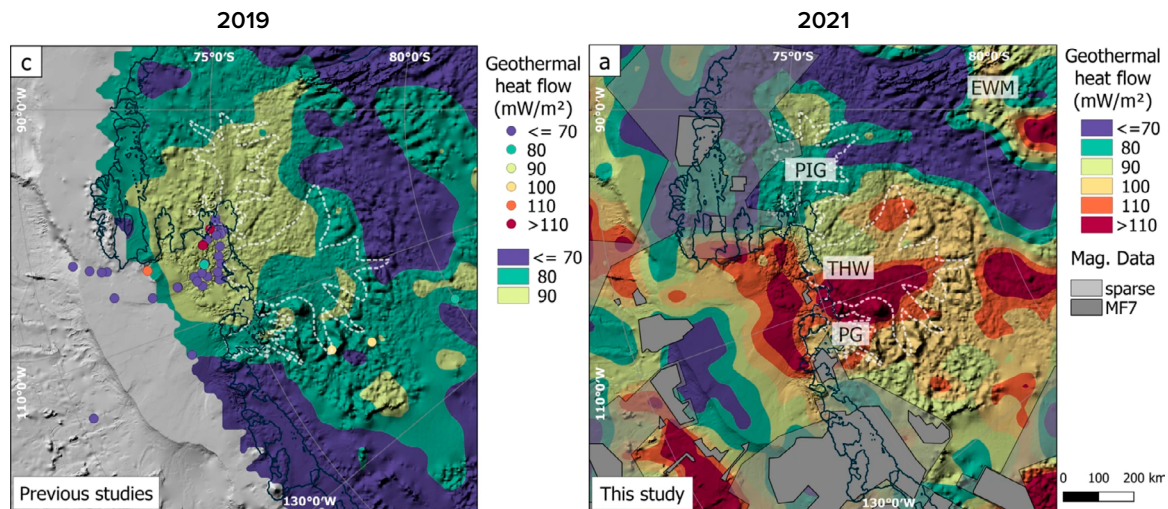 2019
2021
c
75°0'S
80°0'S
90°0'W
110°0'W
130°0'W
Previous studies
Geothermal
heat flow
(mW/m²)
<= 70
80
90
100
110
>110
<= 70
80
90
a
75°0'S
80°0'S
90°0'W
110°0'W
130°0'W
EWM
PIG
THW
PG
This study
Geothermal
heat flow
(mW/m²)
<=70
80
90
100
110
>110
Mag. Data
sparse
MF7
0 100 200 km